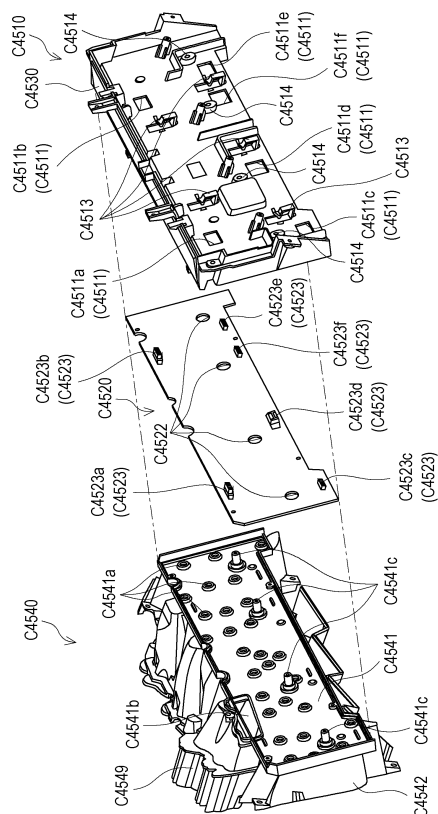 C4510
C4514
C4530
C4511e
(C4511)
C4511f
(C4511)
C4511b
(C4511)
C4514
C4511d
(C4511)
C4513
C4514
C4513
C4511c
(C4511)
C4511a
(C4511)
C4514
C4523e
(C4523)
C4523b
(C4523)
C4523f
(C4523)
C4520
C4522
C4523d
(C4523)
C4523a
(C4523)
C4523c
(C4523)
C4540
C4541a
C4541c
C4541b
C4541
C4549
C4541c
C4542